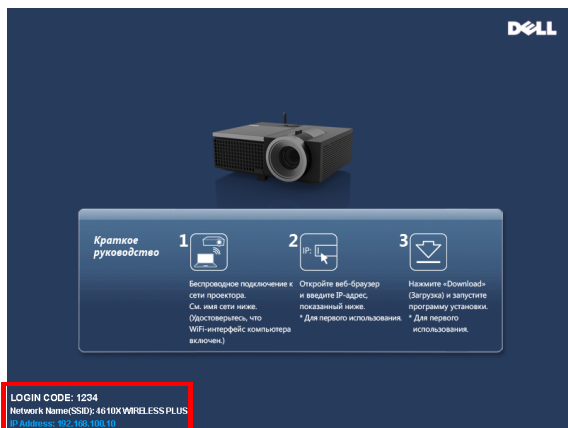 DELL
Краткое
руководство
1
Беспроводное подключение к
сети проектора.
См. имя сети ниже.
(Удостоверьтесь, что
WiFi-интерфейс компьютера
включен.)
2
IP:
Откройте веб-браузер
и введите IP-адрес,
показанный ниже.
* Для первого использования.
3
Нажмите «Download»
(Загрузка) и запустите
программу установки.
* Для первого
использования.
LOGIN CODE: 1234
Network Name(SSID): 4610X WIRELESS PLUS
IP Address: 192.168.100.10